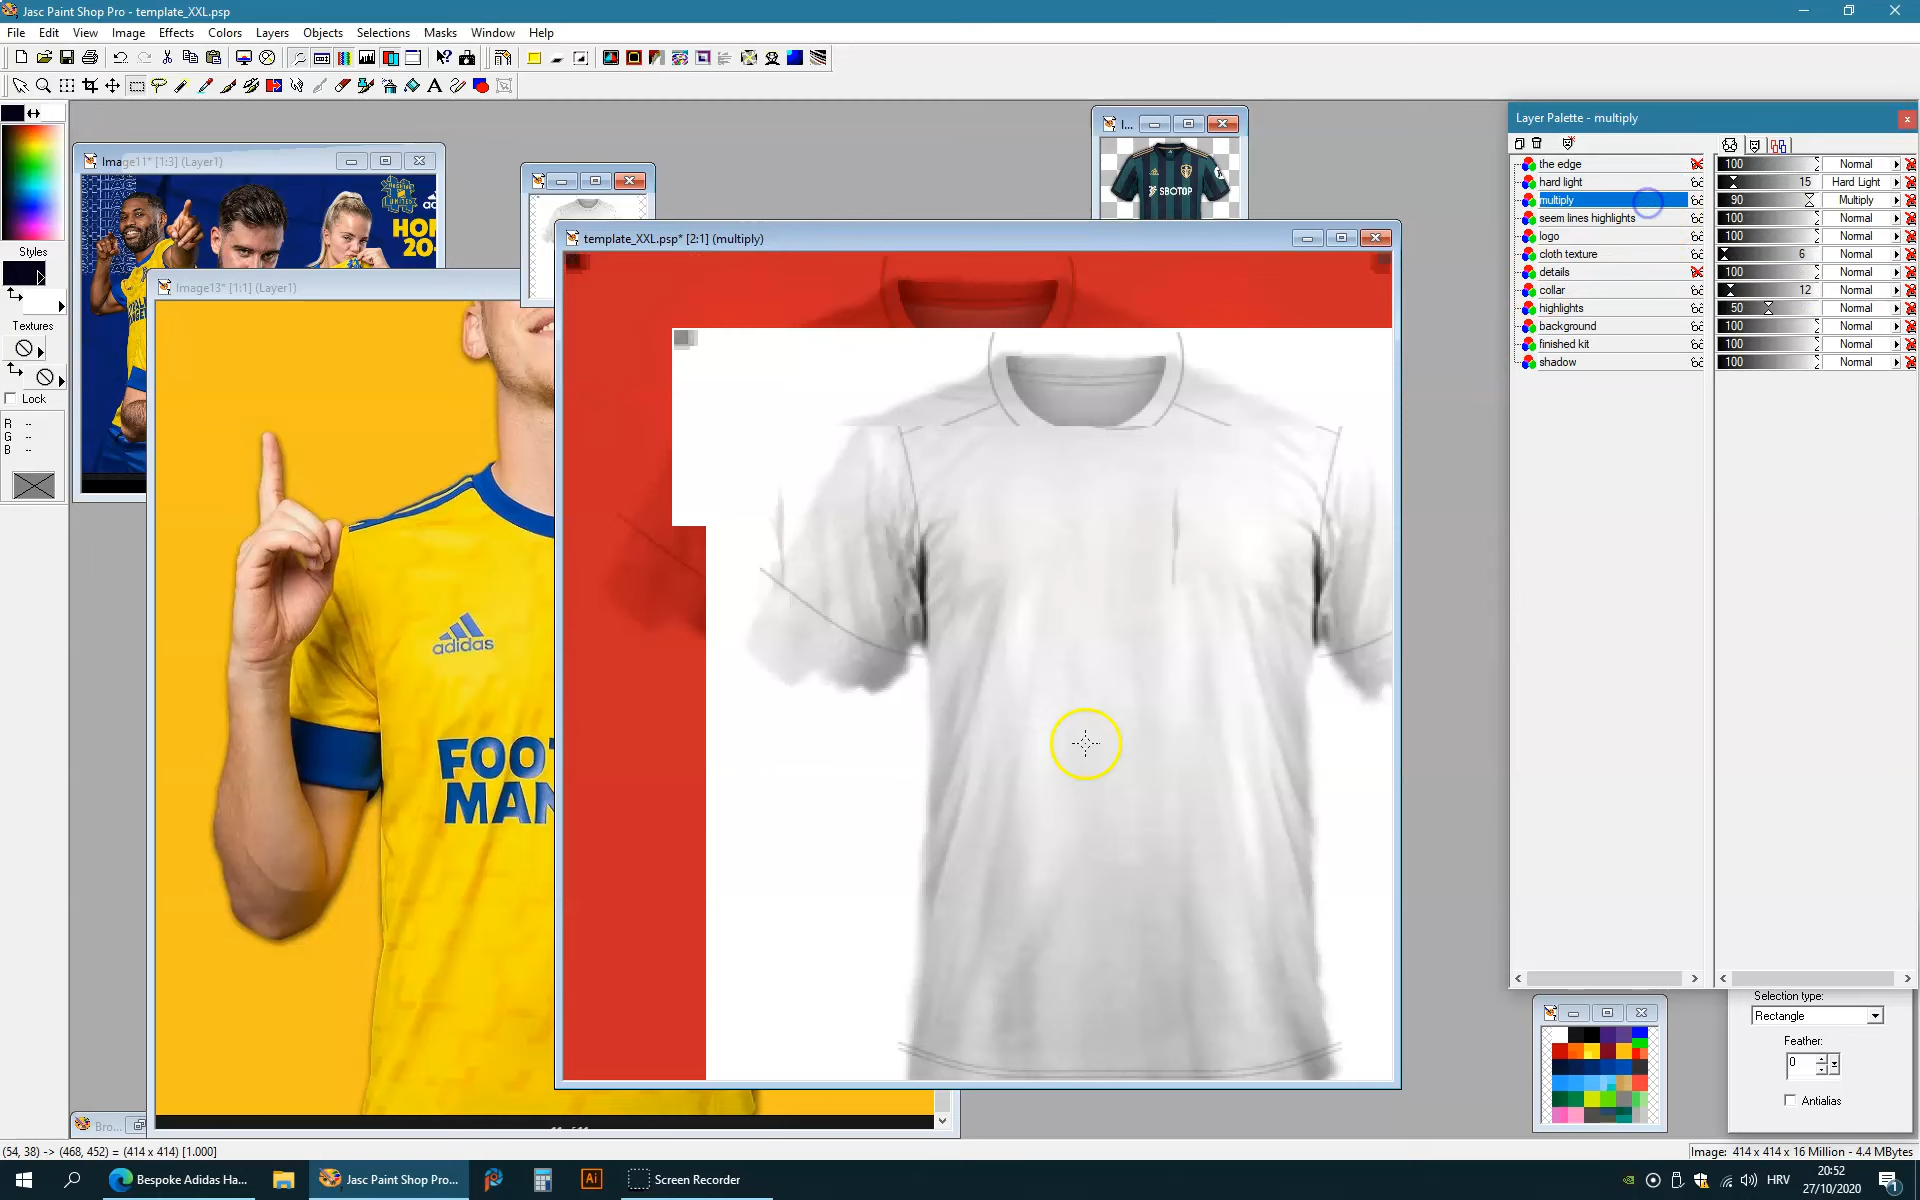 Jasc Paint Shop Pro - template_XXL.psp
File Edit View Image Effects Colors Layers Objects Selections Masks Window Help
Styles
Textures
Lock
R --
G --
B --
Image11* [1:3] (Layer1)
HO
20-
Image13* [1:1] (Layer1)
adidas
FOO
MAN
I...
SBOTOP
template_XXL.psp* [2:1] (multiply)
Layer Palette - multiply
the edge 100 Normal
hard light 15 Hard Light
multiply 90 Multiply
seem lines highlights 100 Normal
logo 100 Normal
cloth texture 6 Normal
details 100 Normal
collar 12 Normal
highlights 50 Normal
background 100 Normal
finished kit 100 Normal
shadow 100 Normal
Selection type:
Rectangle
Feather:
0
Antialias
Bro...
(54, 38) -> (468, 452) = (414 x 414) [1.000]
Image: 414 x 414 x 16 Million - 4.4 MBytes
Bespoke Adidas Ha...
Jasc Paint Shop Pro...
Ai
Screen Recorder
HRV
20:52
27/10/2020
1